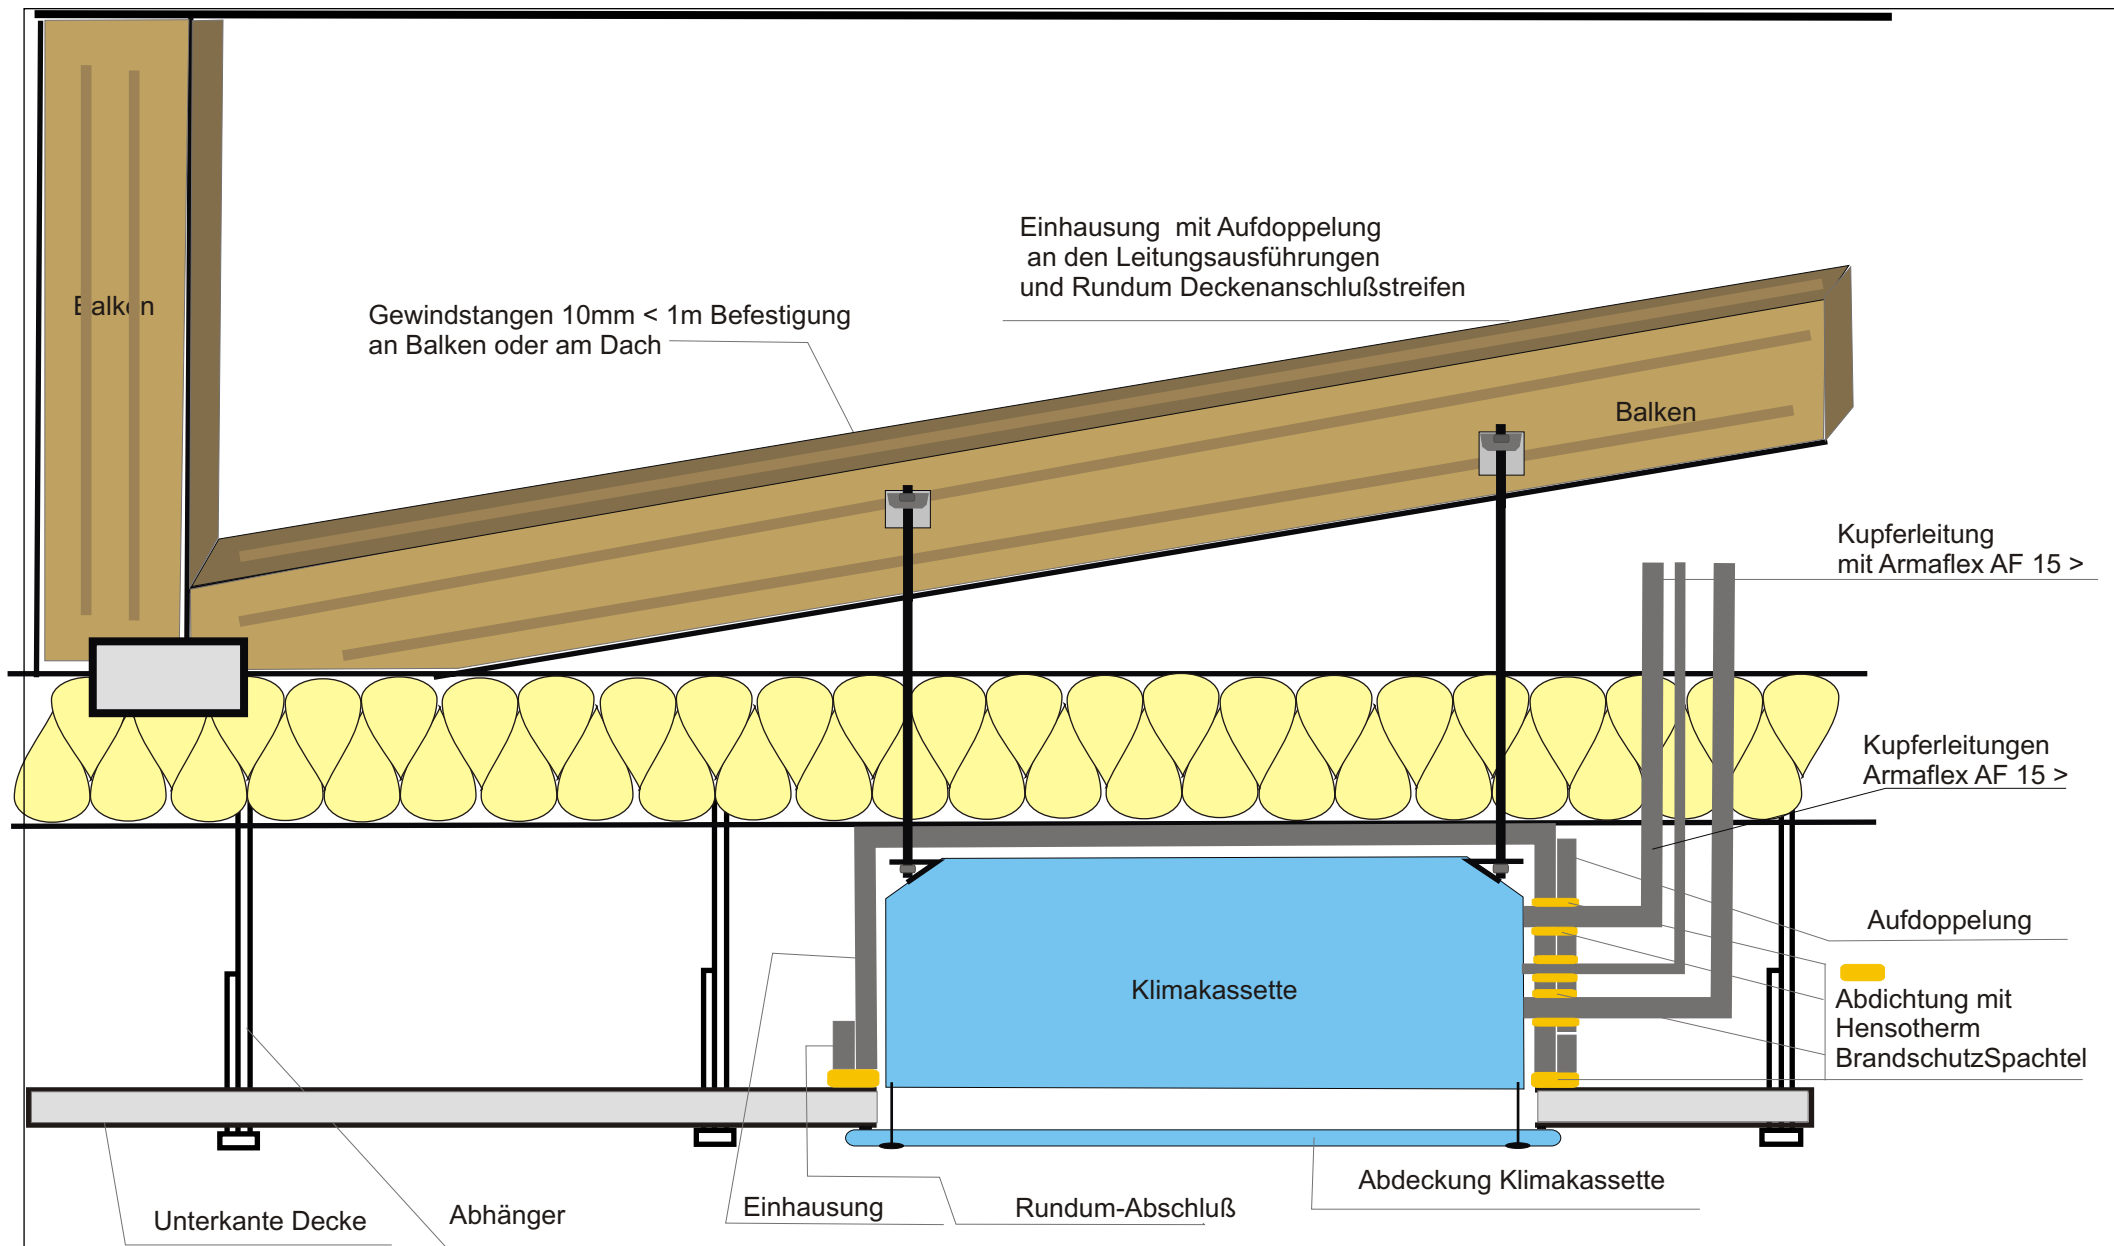 Einhausung  mit Aufdoppelung
an den Leitungsausführungen
und Rundum Deckenanschlußstreifen
Balken
Gewindstangen 10mm < 1m Befestigung
an Balken oder am Dach
Balken
Kupferleitung
mit Armaflex AF 15 >
Kupferleitungen
Armaflex AF 15 >
Aufdoppelung
Klimakassette
Abdichtung mit
Hensotherm
BrandschutzSpachtel
Abdeckung Klimakassette
Einhausung
Rundum-Abschluß
Abhänger
Unterkante Decke